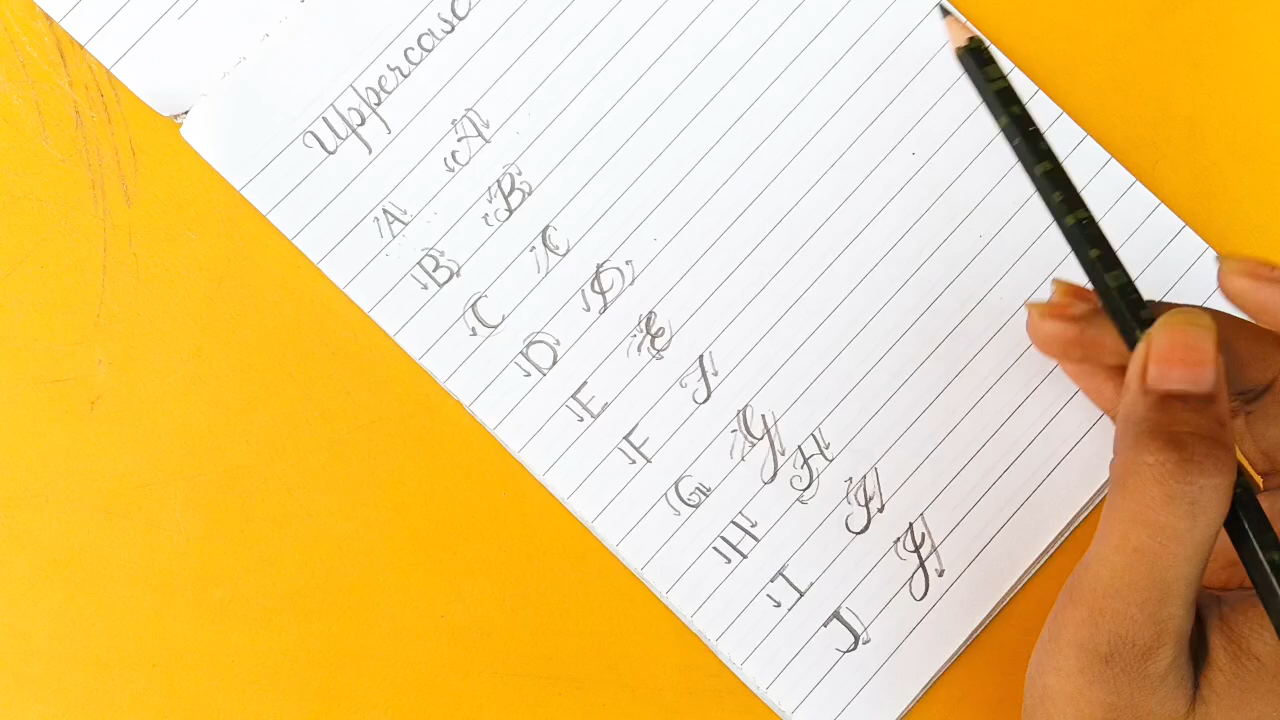 Uppercase
A A
B B
C C
D D
E E
F F
G G
H H
I I
J J